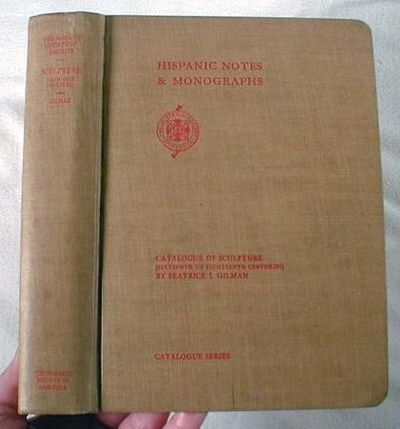 THE HISPANIC
SOCIETY OF
AMERICA
SCULPTURE
GILMAN
THE HISPANIC
SOCIETY OF
AMERICA
HISPANIC NOTES
& MONOGRAPHS
CATALOGUE OF SCULPTURE
(SIXTEENTH TO EIGHTEENTH CENTURIES)
BY BEATRICE I. GILMAN
CATALOGUE SERIES